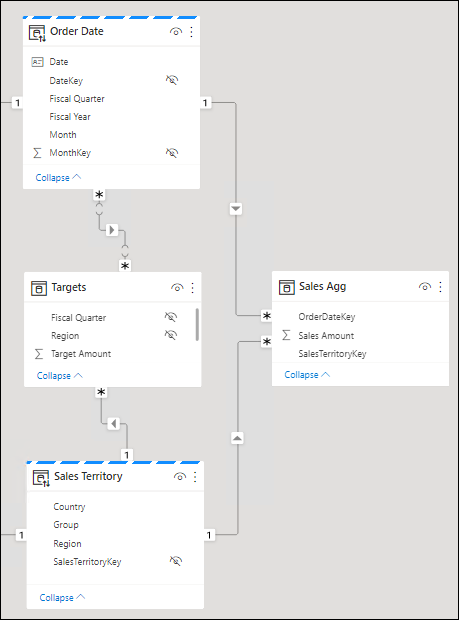 Order Date
Date
DateKey
Fiscal Quarter
Fiscal Year
Month
MonthKey
Collapse
1
1
*
*
Targets
Fiscal Quarter
Region
Target Amount
Collapse
Sales Agg
OrderDateKey
Sales Amount
SalesTerritoryKey
Collapse
*
*
*
1
Sales Territory
Country
Group
Region
SalesTerritoryKey
Collapse
1
1